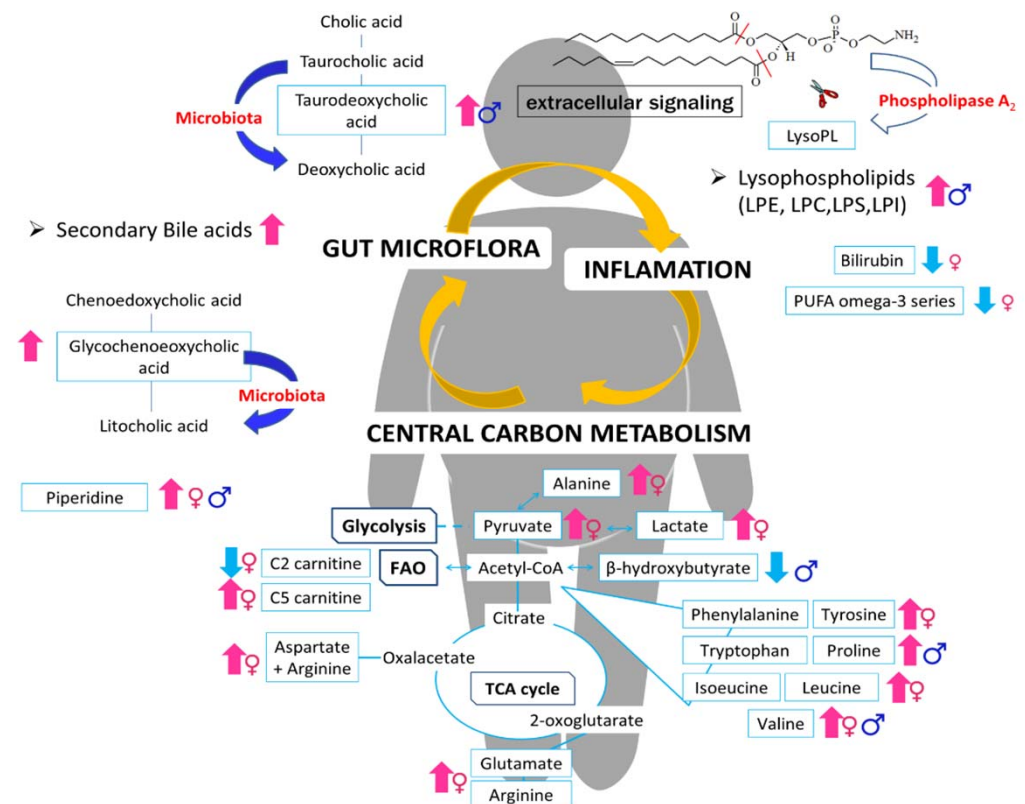 Cholic acid
Taurocholic acid
Microbiota
Taurodeoxycholic
acid
♂
Deoxycholic acid
O
O
O
O
H
O
P
O
O
NH2
extracellular signaling
Phospholipase A2
LysoPL
➢ Lysophospholipids
(LPE, LPC,LPS,LPI)
♂
➢ Secondary Bile acids
GUT MICROFLORA
INFLAMATION
Bilirubin
♀
PUFA omega-3 series
♀
Chenoedoxycholic acid
Glycochenoeoxycholic
acid
Microbiota
Litocholic acid
CENTRAL CARBON METABOLISM
Piperidine
♀ ♂
Alanine
♀
Glycolysis
Pyruvate
♀
Lactate
♀
♀
C2 carnitine
FAO
Acetyl-CoA
β-hydroxybutyrate
♂
♀
C5 carnitine
Citrate
Phenylalanine
Tyrosine
♀
♀
Aspartate
+ Arginine
Oxalacetate
Tryptophan
Proline
♂
TCA cycle
Isoeucine
Leucine
♀
2-oxoglutarate
Valine
♀ ♂
♀
Glutamate
Arginine